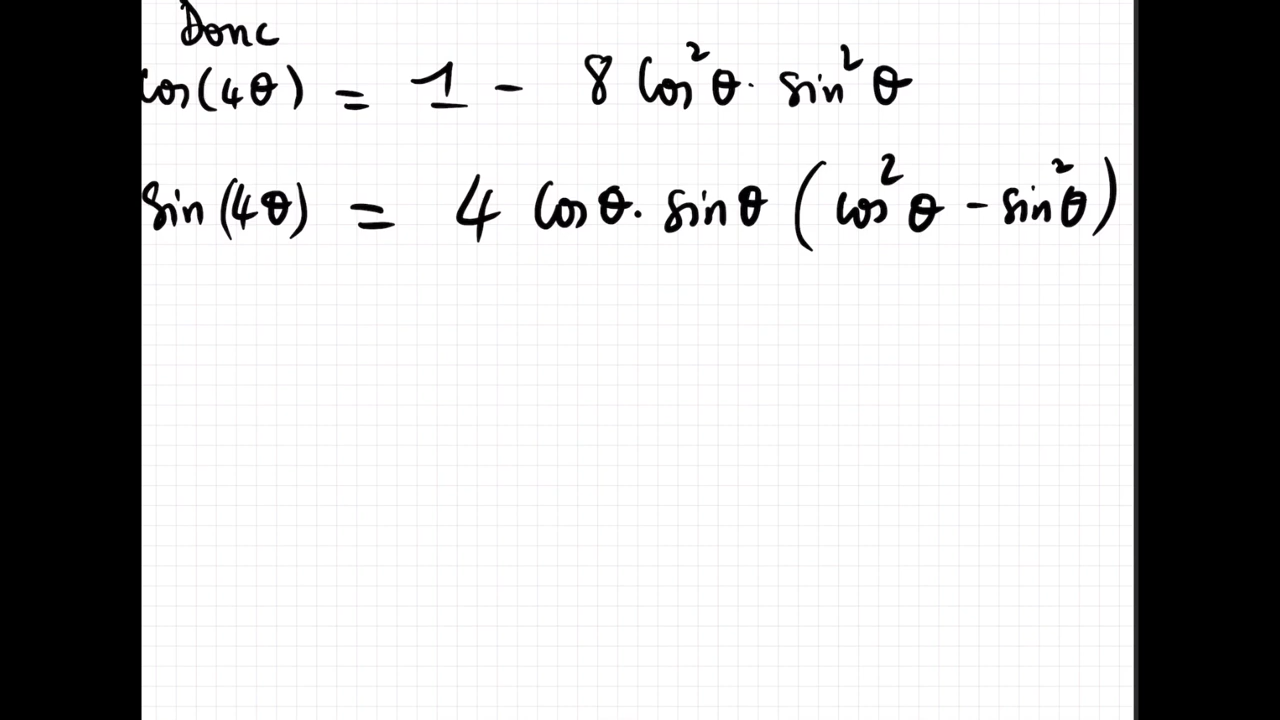 Donc
cos(4θ) = 1 - 8 cos²θ · sin²θ
sin(4θ) = 4 cosθ · sinθ (cos²θ - sin²θ)